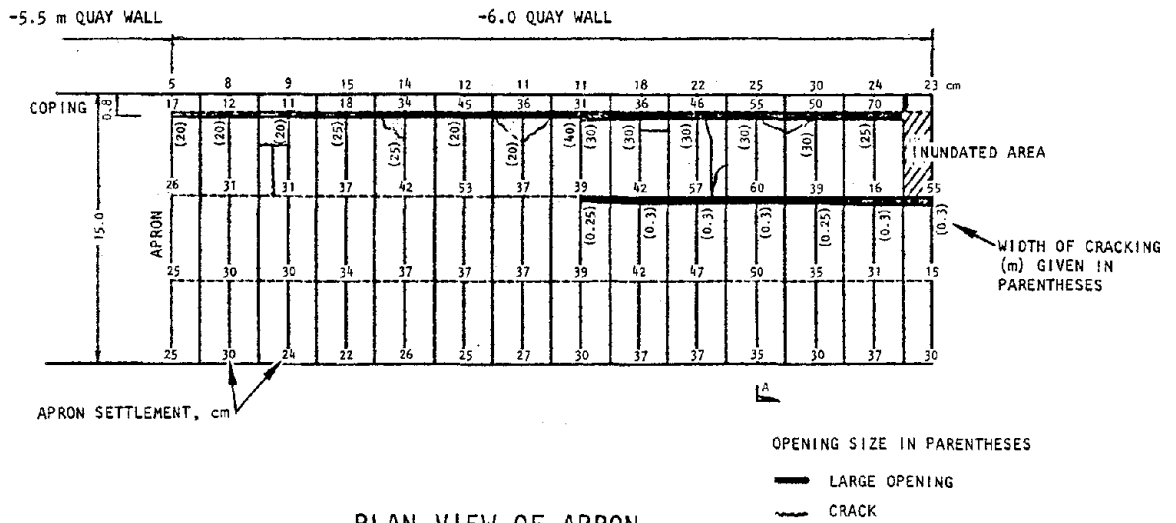 -5.5 m QUAY WALL -6.0 QUAY WALL
5 8 9 15 14 12 11 11 18 22 25 30 24 23 cm
COPING 17 12 11 18 34 45 36 31 36 46 55 50 70
0.8
(20) (20) (20) (25) (25) (20) (20) (40) (30) (30) (30) (30) (30) (25)
INUNDATED AREA
26 31 31 37 42 53 37 39 42 57 60 39 16 55
15.0
APRON
(0.25) (0.3) (0.3) (0.3) (0.25) (0.3) (0.3)
WIDTH OF CRACKING
(m) GIVEN IN
PARENTHESES
25 30 30 34 37 37 37 39 42 47 50 35 31 15
25 30 24 22 26 25 27 30 37 37 35 30 37 30
APRON SETTLEMENT, cm
A
OPENING SIZE IN PARENTHESES
LARGE OPENING
CRACK
PLAN VIEW OF APRON